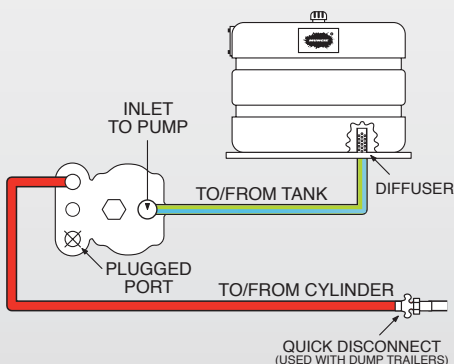 INLET
TO PUMP
TO/FROM TANK
DIFFUSER
PLUGGED
PORT
TO/FROM CYLINDER
QUICK DISCONNECT
(USED WITH DUMP TRAILERS)